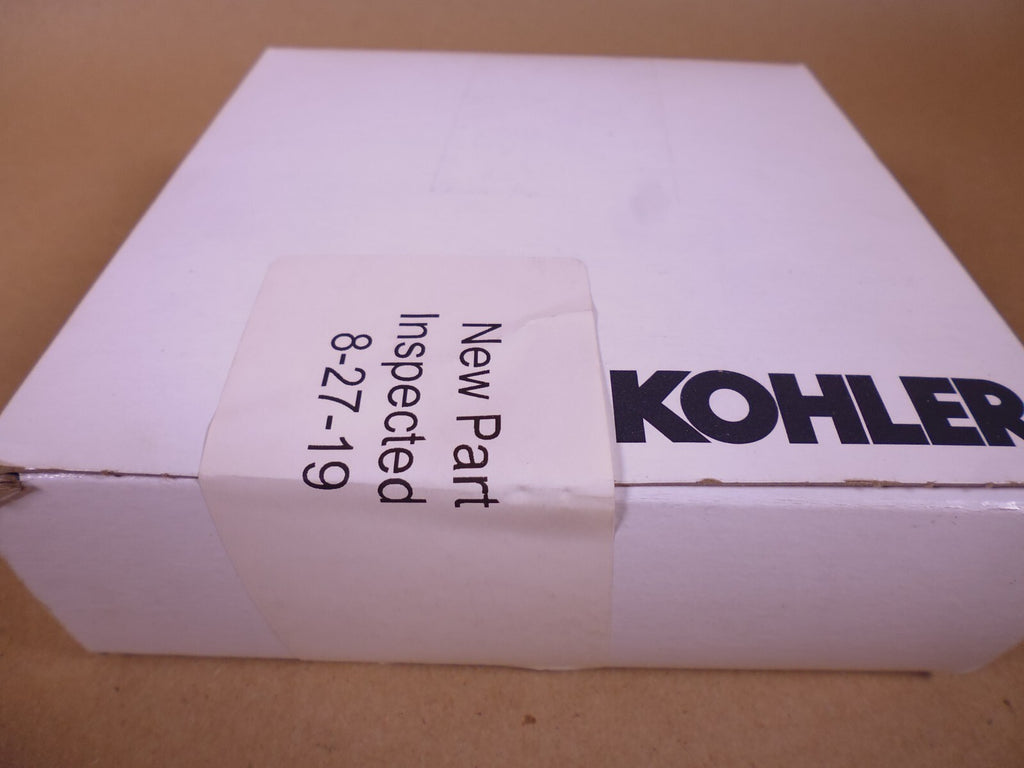 New Part
Inspected
8-27-19
KOHLER